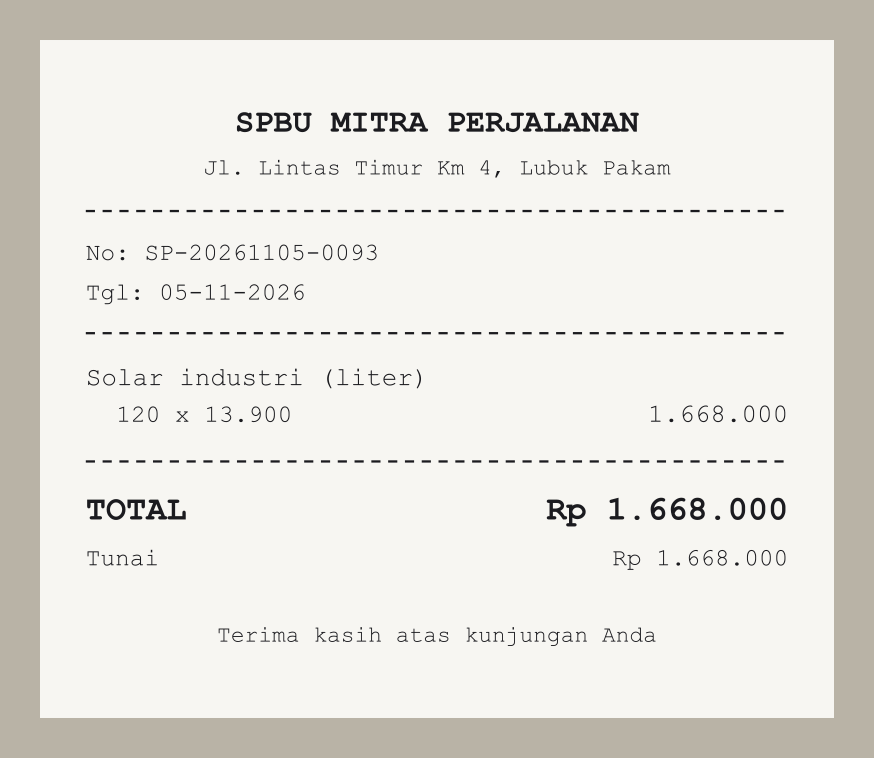 SPBU MITRA PERJALANAN
Jl. Lintas Timur Km 4, Lubuk Pakam
No: SP-20261105-0093
Tgl: 05-11-2026
Solar industri (liter)
120 x 13.900 1.668.000
TOTAL Rp 1.668.000
Tunai Rp 1.668.000
Terima kasih atas kunjungan Anda